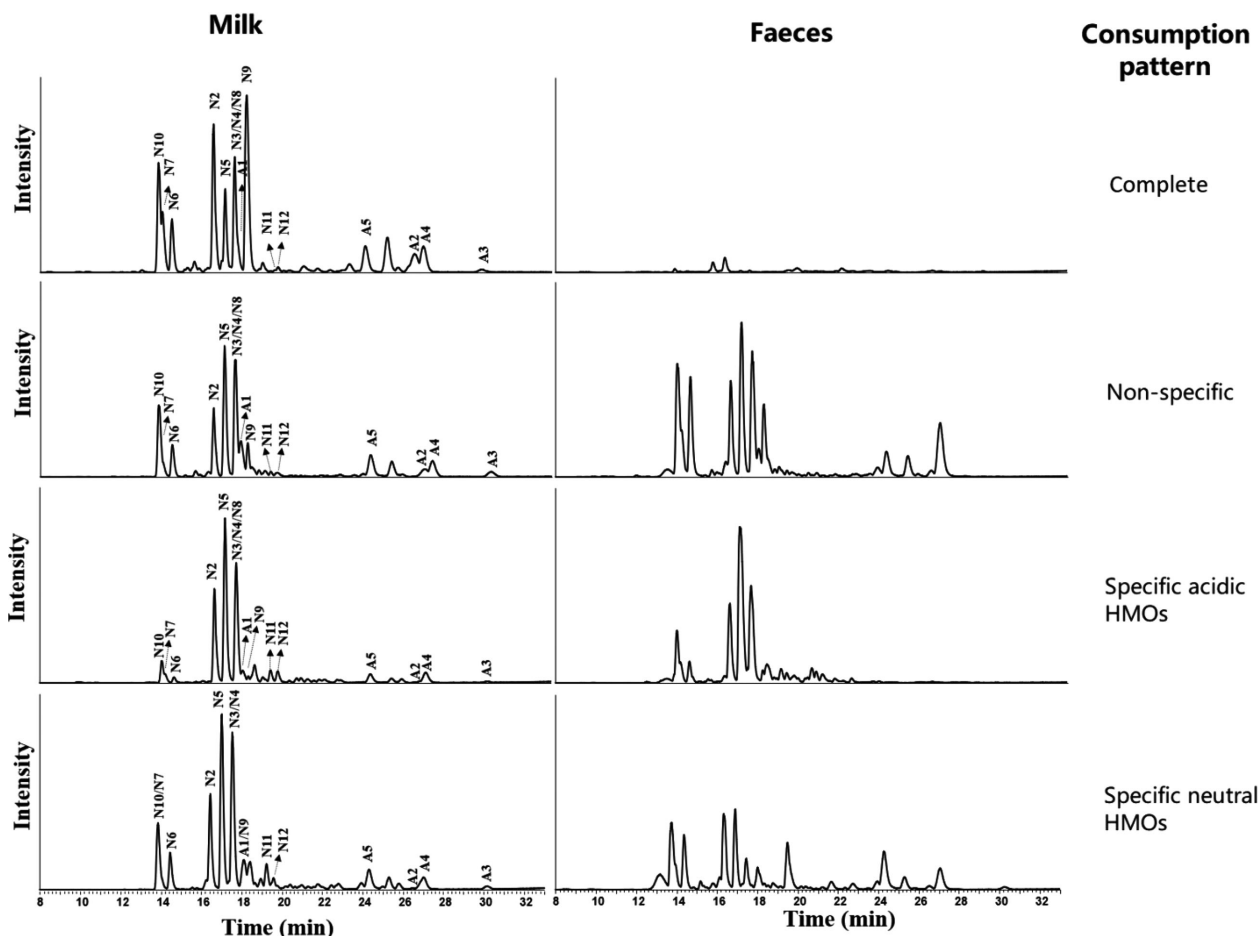 Milk
Faeces
Consumption
pattern
Intensity
N10
N7
N6
N2
N5
N3/N4/N8
A1
N9
N11
N12
A5
A2
A4
A3
Complete
Intensity
N10
N7
N6
N2
N5
N3/N4/N8
A1
N9
N11
N12
A5
A2
A4
A3
Non-specific
Intensity
N10
N7
N6
N2
N5
N3/N4/N8
A1
N9
N11
N12
A5
A2
A4
A3
Specific acidic
HMOs
Intensity
N10/N7
N6
N2
N5
N3/N4
A1/N9
N11
N12
A5
A2
A4
A3
Specific neutral
HMOs
8 10 12 14 16 18 20 22 24 26 28 30 32
8 10 12 14 16 18 20 22 24 26 28 30 32
Time (min)
Time (min)